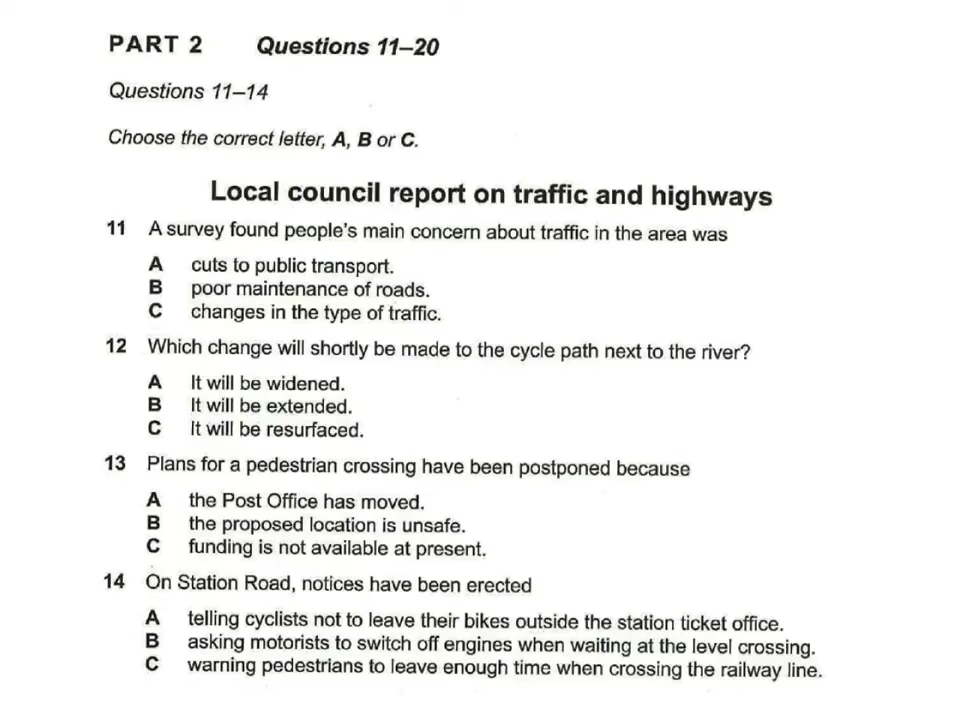 PART 2 Questions 11–20
Questions 11–14
Choose the correct letter, A, B or C.
Local council report on traffic and highways
11 A survey found people's main concern about traffic in the area was
A cuts to public transport.
B poor maintenance of roads.
C changes in the type of traffic.
12 Which change will shortly be made to the cycle path next to the river?
A It will be widened.
B It will be extended.
C It will be resurfaced.
13 Plans for a pedestrian crossing have been postponed because
A the Post Office has moved.
B the proposed location is unsafe.
C funding is not available at present.
14 On Station Road, notices have been erected
A telling cyclists not to leave their bikes outside the station ticket office.
B asking motorists to switch off engines when waiting at the level crossing.
C warning pedestrians to leave enough time when crossing the railway line.